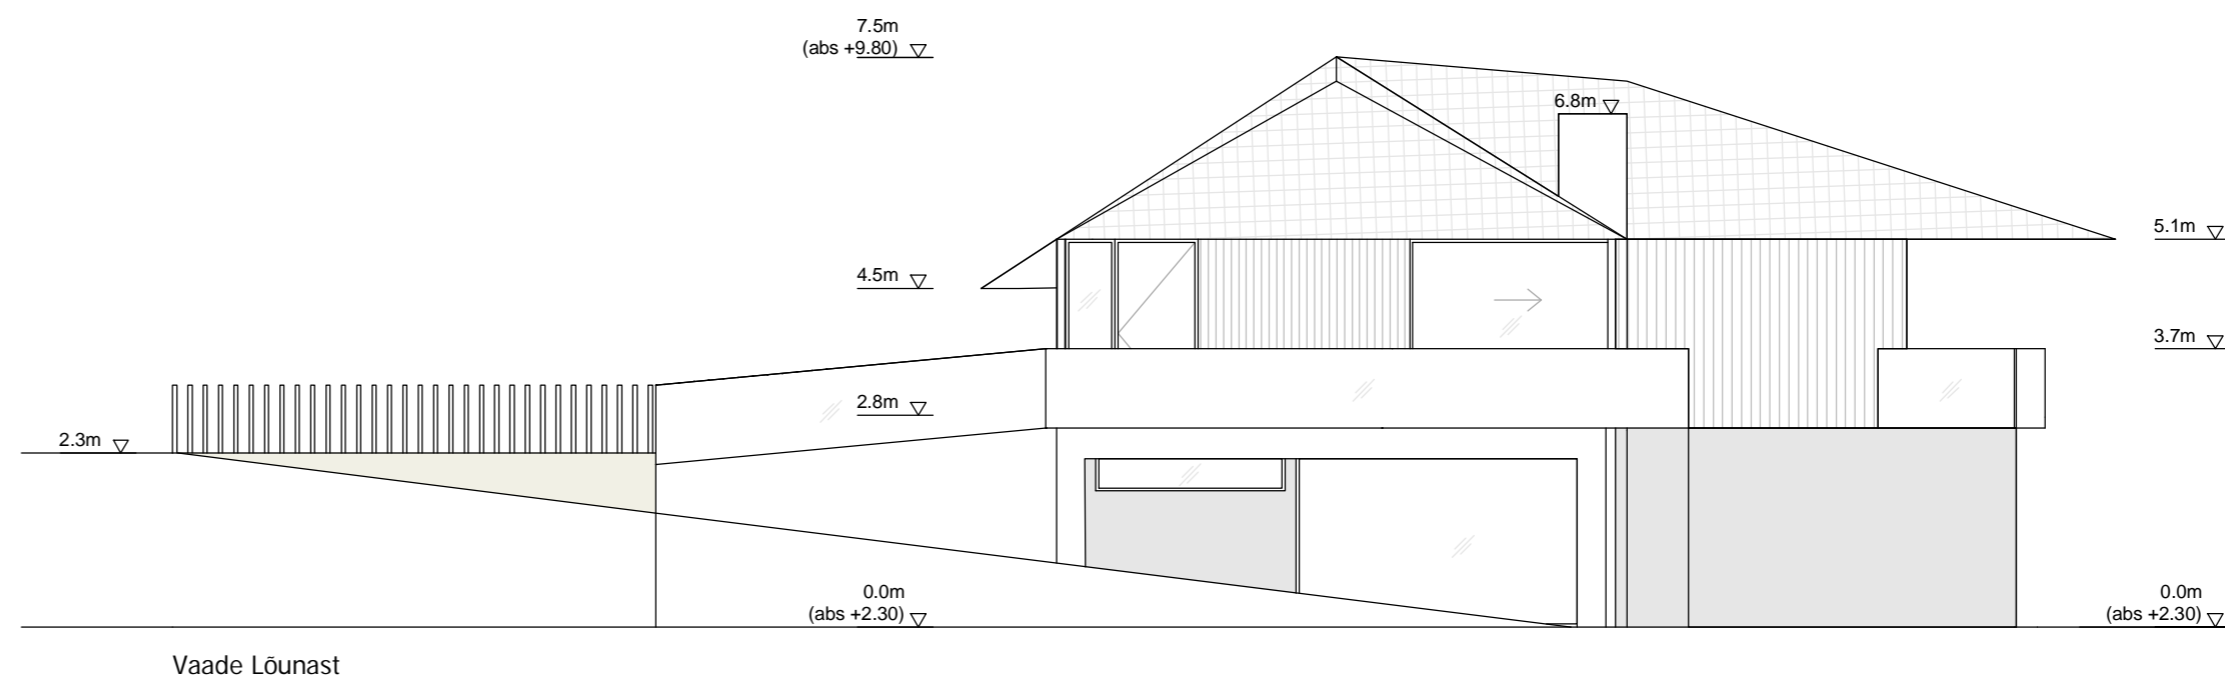 7.5m
(abs +9.80)
6.8m
5.1m
4.5m
3.7m
2.8m
2.3m
0.0m
(abs +2.30)
0.0m
(abs +2.30)
Vaade Lõunast